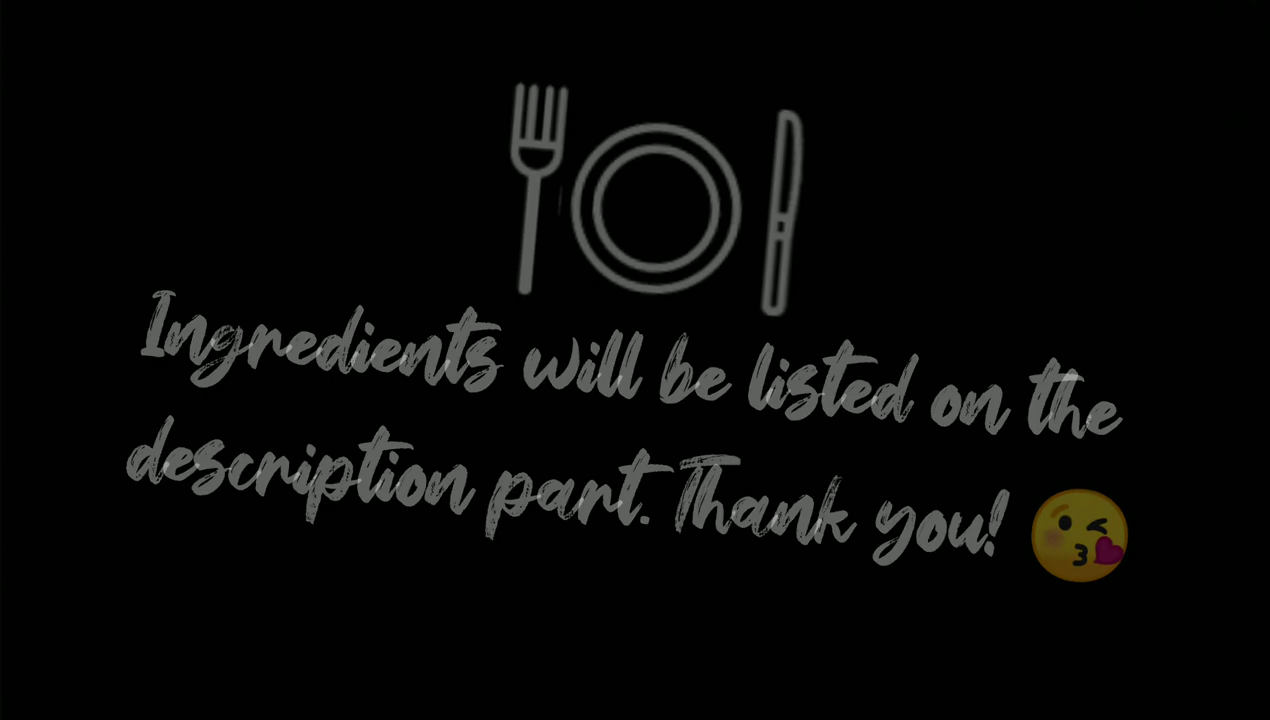 Ingredients will be listed on the
description part. Thank you! 😘